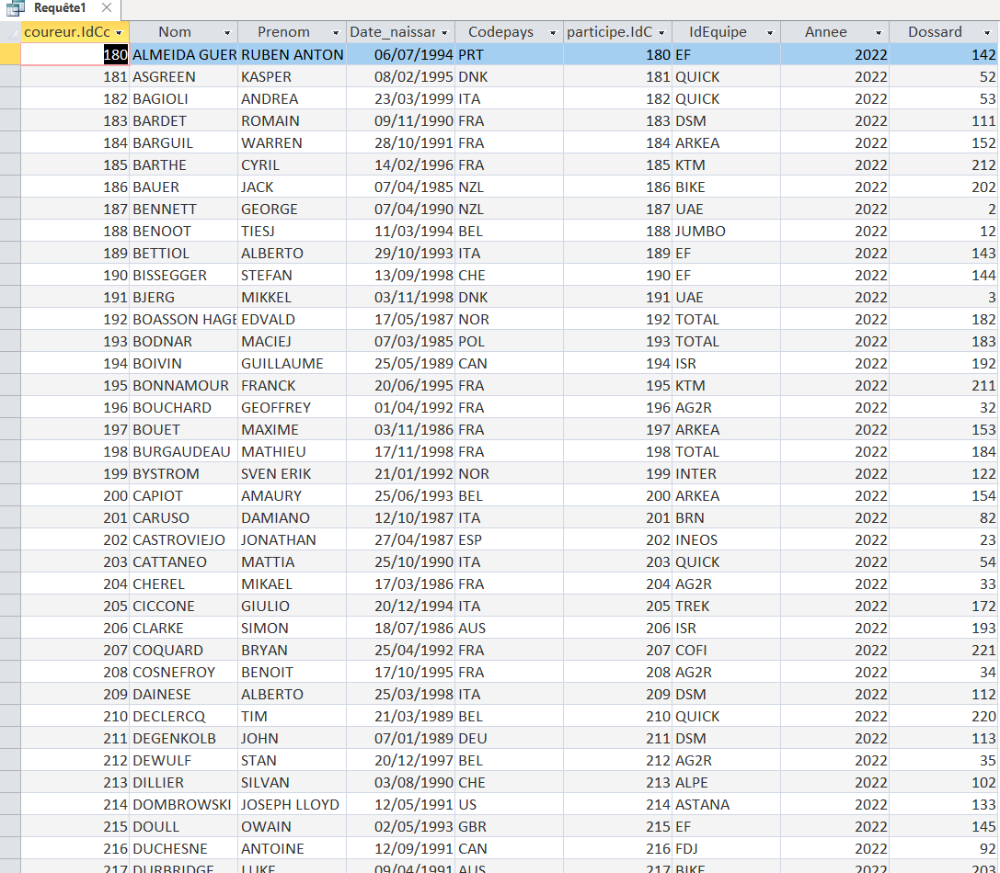 Requête1
coureur.IdCc Nom Prenom Date_naissar Codepays participe.IdC IdEquipe Annee Dossard
180 ALMEIDA GUER RUBEN ANTON 06/07/1994 PRT 180 EF 2022 142
181 ASGREEN KASPER 08/02/1995 DNK 181 QUICK 2022 52
182 BAGIOLI ANDREA 23/03/1999 ITA 182 QUICK 2022 53
183 BARDET ROMAIN 09/11/1990 FRA 183 DSM 2022 111
184 BARGUIL WARREN 28/10/1991 FRA 184 ARKEA 2022 152
185 BARTHE CYRIL 14/02/1996 FRA 185 KTM 2022 212
186 BAUER JACK 07/04/1985 NZL 186 BIKE 2022 202
187 BENNETT GEORGE 07/04/1990 NZL 187 UAE 2022 2
188 BENOOT TIESJ 11/03/1994 BEL 188 JUMBO 2022 12
189 BETTIOL ALBERTO 29/10/1993 ITA 189 EF 2022 143
190 BISSEGGER STEFAN 13/09/1998 CHE 190 EF 2022 144
191 BJERG MIKKEL 03/11/1998 DNK 191 UAE 2022 3
192 BOASSON HAGE EDVALD 17/05/1987 NOR 192 TOTAL 2022 182
193 BODNAR MACIEJ 07/03/1985 POL 193 TOTAL 2022 183
194 BOIVIN GUILLAUME 25/05/1989 CAN 194 ISR 2022 192
195 BONNAMOUR FRANCK 20/06/1995 FRA 195 KTM 2022 211
196 BOUCHARD GEOFFREY 01/04/1992 FRA 196 AG2R 2022 32
197 BOUET MAXIME 03/11/1986 FRA 197 ARKEA 2022 153
198 BURGAUDEAU MATHIEU 17/11/1998 FRA 198 TOTAL 2022 184
199 BYSTROM SVEN ERIK 21/01/1992 NOR 199 INTER 2022 122
200 CAPIOT AMAURY 25/06/1993 BEL 200 ARKEA 2022 154
201 CARUSO DAMIANO 12/10/1987 ITA 201 BRN 2022 82
202 CASTROVIEJO JONATHAN 27/04/1987 ESP 202 INEOS 2022 23
203 CATTANEO MATTIA 25/10/1990 ITA 203 QUICK 2022 54
204 CHEREL MIKAEL 17/03/1986 FRA 204 AG2R 2022 33
205 CICCONE GIULIO 20/12/1994 ITA 205 TREK 2022 172
206 CLARKE SIMON 18/07/1986 AUS 206 ISR 2022 193
207 COQUARD BRYAN 25/04/1992 FRA 207 COFI 2022 221
208 COSNEFROY BENOIT 17/10/1995 FRA 208 AG2R 2022 34
209 DAINESE ALBERTO 25/03/1998 ITA 209 DSM 2022 112
210 DECLERCQ TIM 21/03/1989 BEL 210 QUICK 2022 220
211 DEGENKOLB JOHN 07/01/1989 DEU 211 DSM 2022 113
212 DEWULF STAN 20/12/1997 BEL 212 AG2R 2022 35
213 DILLIER SILVAN 03/08/1990 CHE 213 ALPE 2022 102
214 DOMBROWSKI JOSEPH LLOYD 12/05/1991 US 214 ASTANA 2022 133
215 DOULL OWAIN 02/05/1993 GBR 215 EF 2022 145
216 DUCHESNE ANTOINE 12/09/1991 CAN 216 FDJ 2022 92
217 DURBRIDGE LUKE 09/04/1991 AUS 217 BIKE 2022 203